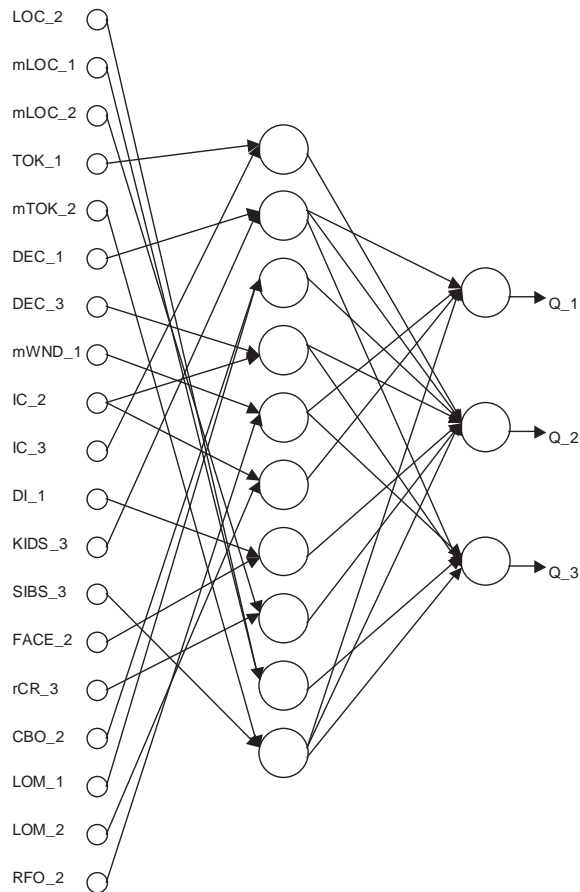 LOC_2
mLOC_1
mLOC_2
TOK_1
mTOK_2
DEC_1
DEC_3
mWND_1
IC_2
IC_3
DI_1
KIDS_3
SIBS_3
FACE_2
rCR_3
CBO_2
LOM_1
LOM_2
RFO_2
Q_1
Q_2
Q_3